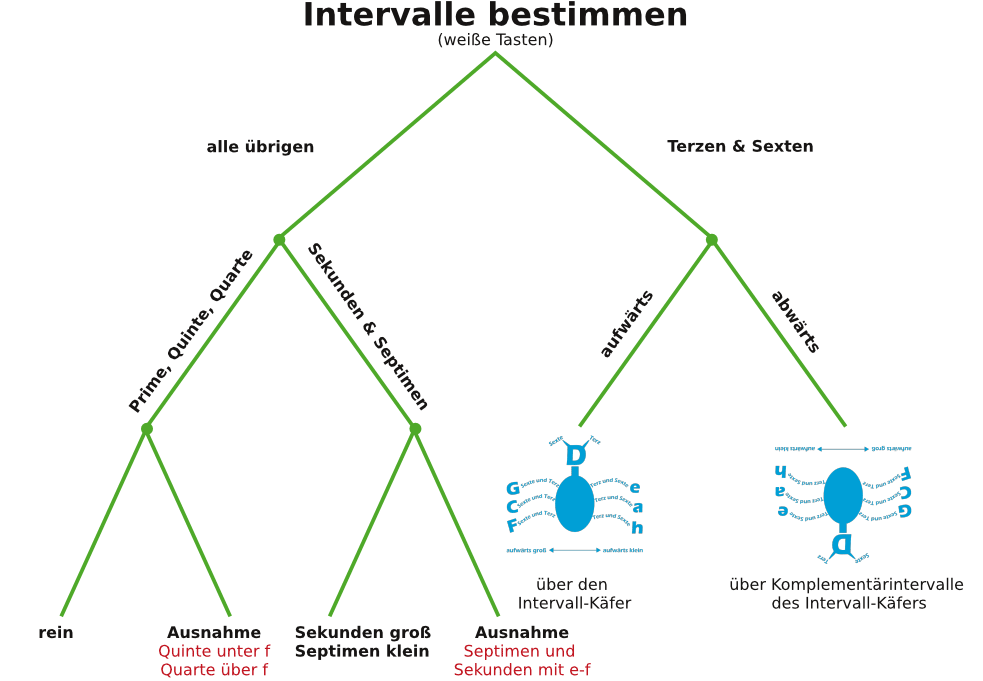 Intervalle bestimmen
(weiße Tasten)
alle übrigen
Terzen & Sexten
Prime, Quinte, Quarte
Sekunden & Septimen
aufwärts
abwärts
Sexte Terz
D
G Sexte und Terz Terz und Sexte e
C Sexte und Terz Terz und Sexte a
F Sexte und Terz Terz und Sexte h
aufwärts groß aufwärts klein
aufwärts klein aufwärts groß
h Terz und Sexte Sexte und Terz F
a Terz und Sexte Sexte und Terz C
e Terz und Sexte Sexte und Terz G
D
Terz Sexte
über den
Intervall-Käfer
über Komplementärintervalle
des Intervall-Käfers
rein
Ausnahme
Quinte unter f
Quarte über f
Sekunden groß
Septimen klein
Ausnahme
Septimen und
Sekunden mit e-f